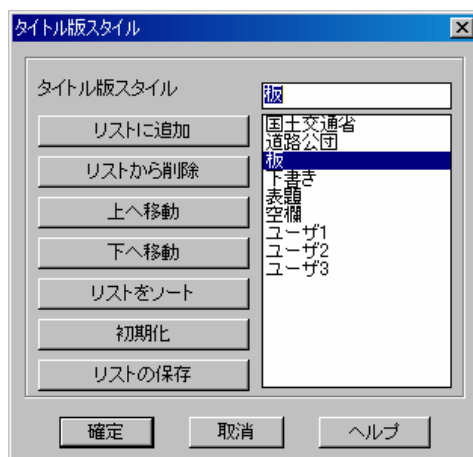 タイトル版スタイル
タイトル版スタイル
板
リストに追加
リストから削除
上へ移動
下へ移動
リストをソート
初期化
リストの保存
国土交通省
道路公団
板
下書き
表題
空欄
ユーザ1
ユーザ2
ユーザ3
確定
取消
ヘルプ